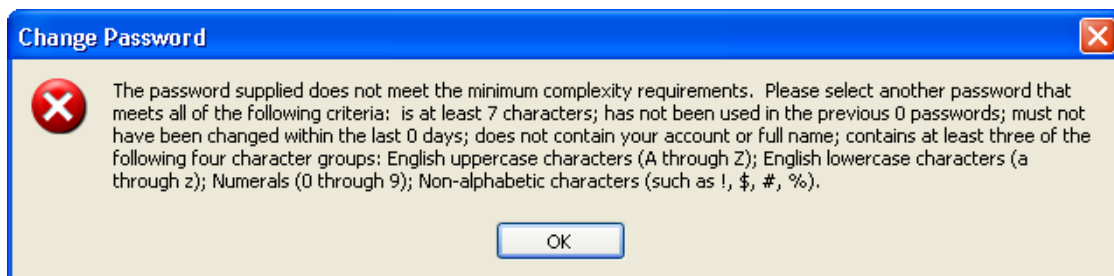 Change Password
The password supplied does not meet the minimum complexity requirements.  Please select another password that
meets all of the following criteria:  is at least 7 characters; has not been used in the previous 0 passwords; must not
have been changed within the last 0 days; does not contain your account or full name; contains at least three of the
following four character groups: English uppercase characters (A through Z); English lowercase characters (a
through z); Numerals (0 through 9); Non-alphabetic characters (such as !, $, #, %).
OK